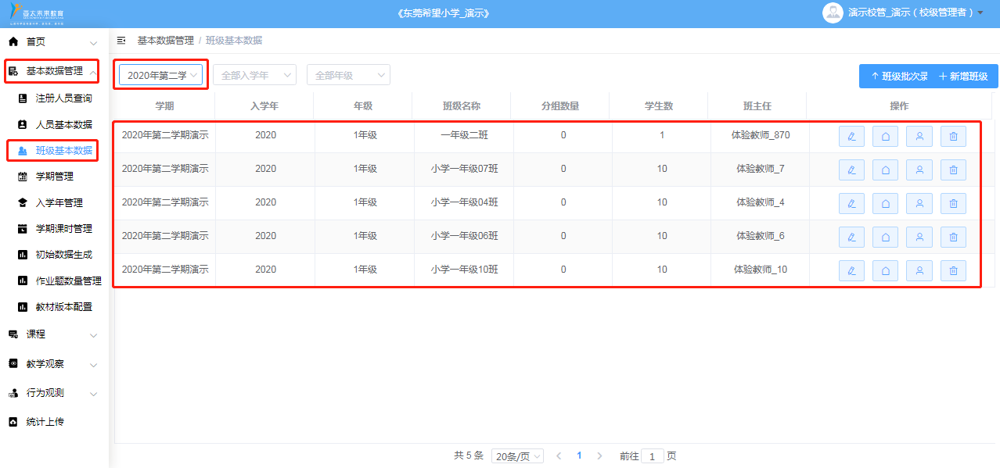 亚太未来教育
《东莞希望小学_演示》
演示校管_演示（校级管理者）
首页
基本数据管理
注册人员查询
人员基本数据
班级基本数据
学期管理
入学年管理
学期课时管理
初始数据生成
作业题数量管理
教材版本配置
课程
教学观察
行为观测
统计上传
基本数据管理 / 班级基本数据
2020年第二学 全部入学年 全部年级
班级批次录 新增班级
学期 入学年 年级 班级名称 分组数量 学生数 班主任 操作
2020年第二学期演示 2020 1年级 一年级二班 0 1 体验教师_870
2020年第二学期演示 2020 1年级 小学一年级07班 0 10 体验教师_7
2020年第二学期演示 2020 1年级 小学一年级04班 0 10 体验教师_4
2020年第二学期演示 2020 1年级 小学一年级06班 0 10 体验教师_6
2020年第二学期演示 2020 1年级 小学一年级10班 0 10 体验教师_10
共 5 条 20条/页 1 前往 1 页